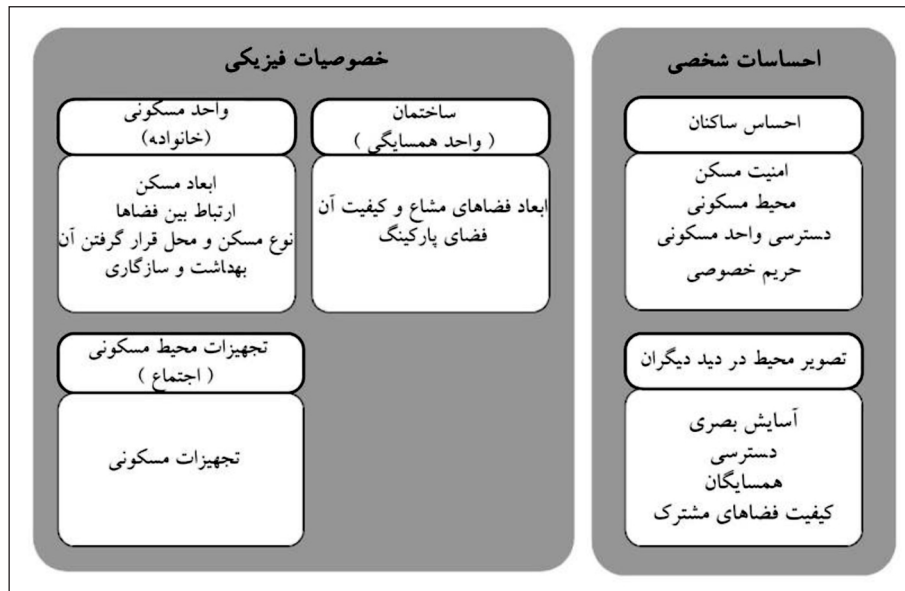 احساسات شخصی
احساس ساکنان
امنیت مسکن
محیط مسکونی
دسترسی واحد مسکونی
حریم خصوصی
تصویر محیط در دید دیگران
آسایش بصری
دسترسی
همسایگان
کیفیت فضاهای مشترک
خصوصیات فیزیکی
ساختمان
( واحد همسایگی )
ابعاد فضاهای مشاع و کیفیت آن
فضای پارکینگ
واحد مسکونی
(خانواده)
ابعاد مسکن
ارتباط بین فضاها
نوع مسکن و محل قرار گرفتن آن
بهداشت و سازگاری
تجهیزات محیط مسکونی
( اجتماع )
تجهیزات مسکونی